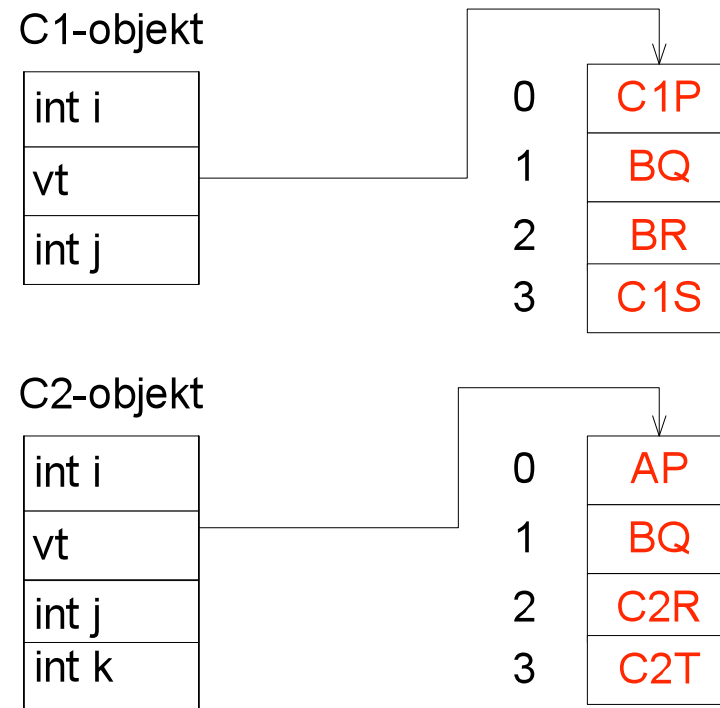 C1-objekt
int i
vt
int j
0 C1P
1 BQ
2 BR
3 C1S
C2-objekt
int i
vt
int j
int k
0 AP
1 BQ
2 C2R
3 C2T